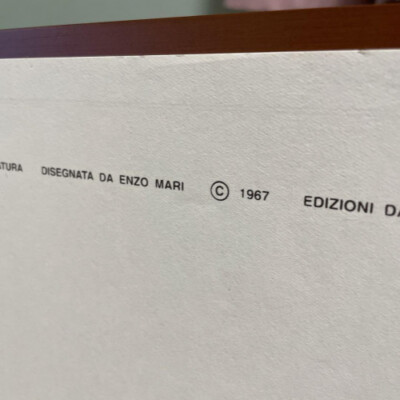 DISEGNATA DA ENZO MARI © 1967 EDIZIONI